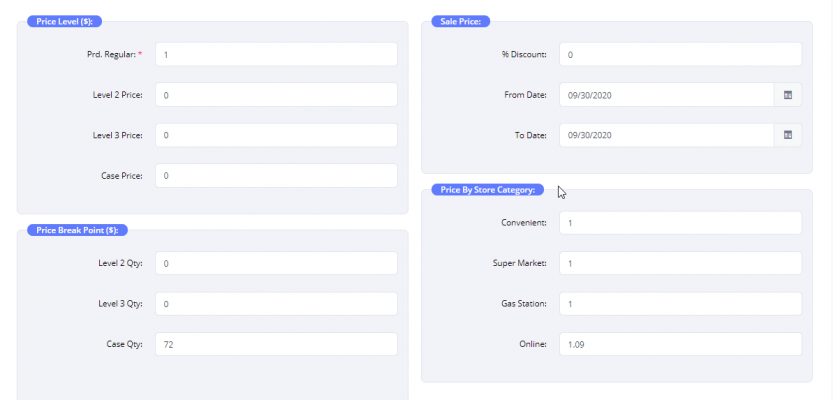 Price Level ($):
Prd. Regular: * 1
Level 2 Price: 0
Level 3 Price: 0
Case Price: 0
Price Break Point ($):
Level 2 Qty: 0
Level 3 Qty: 0
Case Qty: 72
Sale Price:
% Discount: 0
From Date: 09/30/2020
To Date: 09/30/2020
Price By Store Category:
Convenient: 1
Super Market: 1
Gas Station: 1
Online: 1.09